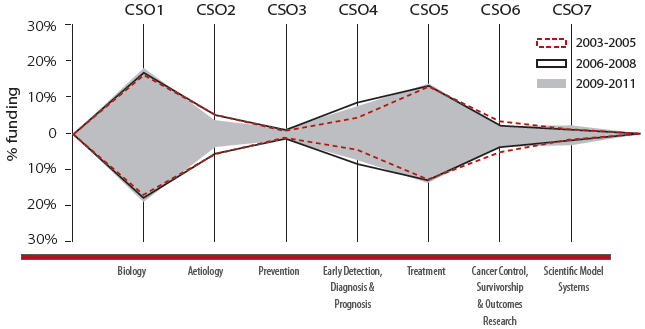 CSO1 CSO2 CSO3 CSO4 CSO5 CSO6 CSO7
30%
20%
10%
0
10%
20%
30%
% funding
2003-2005
2006-2008
2009-2011
Biology Aetiology Prevention Early Detection, Treatment Cancer Control, Scientific Model
Diagnosis & Survivorship Systems
Prognosis & Outcomes
Research